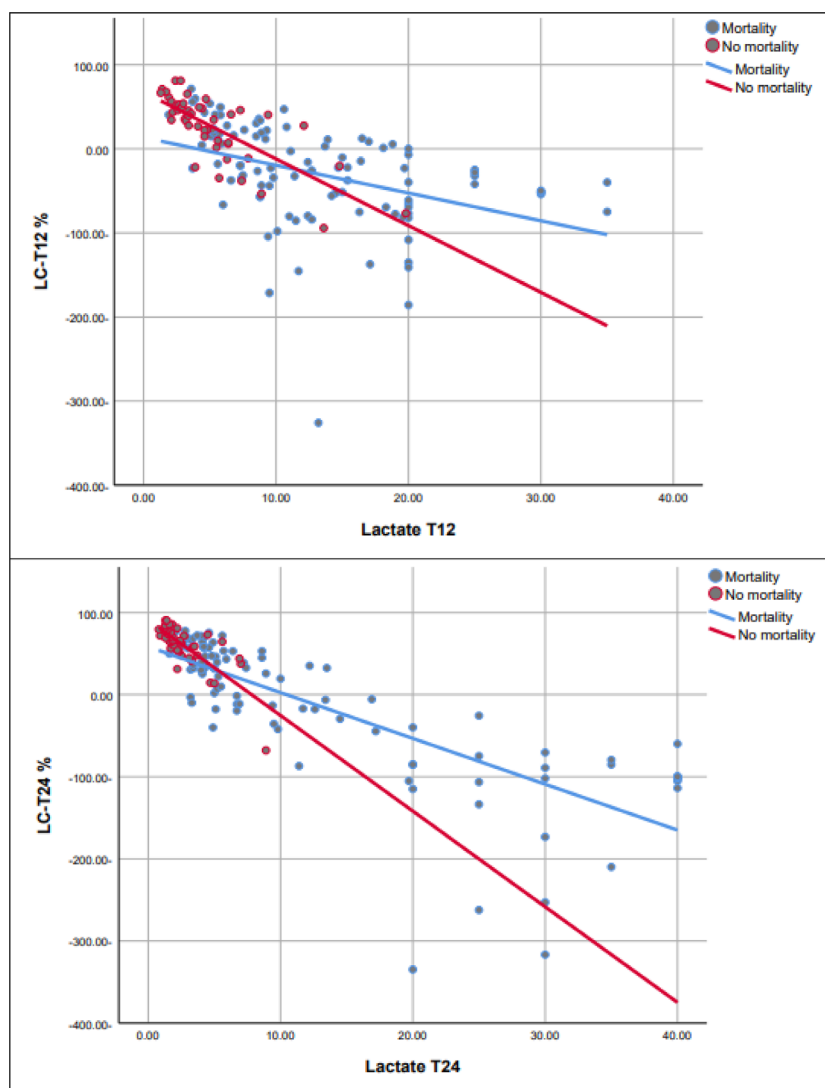 Mortality
No mortality
Mortality
No mortality
100.00-
0.00-
-100.00-
-200.00-
-300.00-
-400.00-
LC-T12 %
0.00
10.00
20.00
30.00
40.00
Lactate T12
Mortality
No mortality
Mortality
No mortality
100.00-
0.00-
-100.00-
-200.00-
-300.00-
-400.00-
LC-T24 %
0.00
10.00
20.00
30.00
40.00
Lactate T24